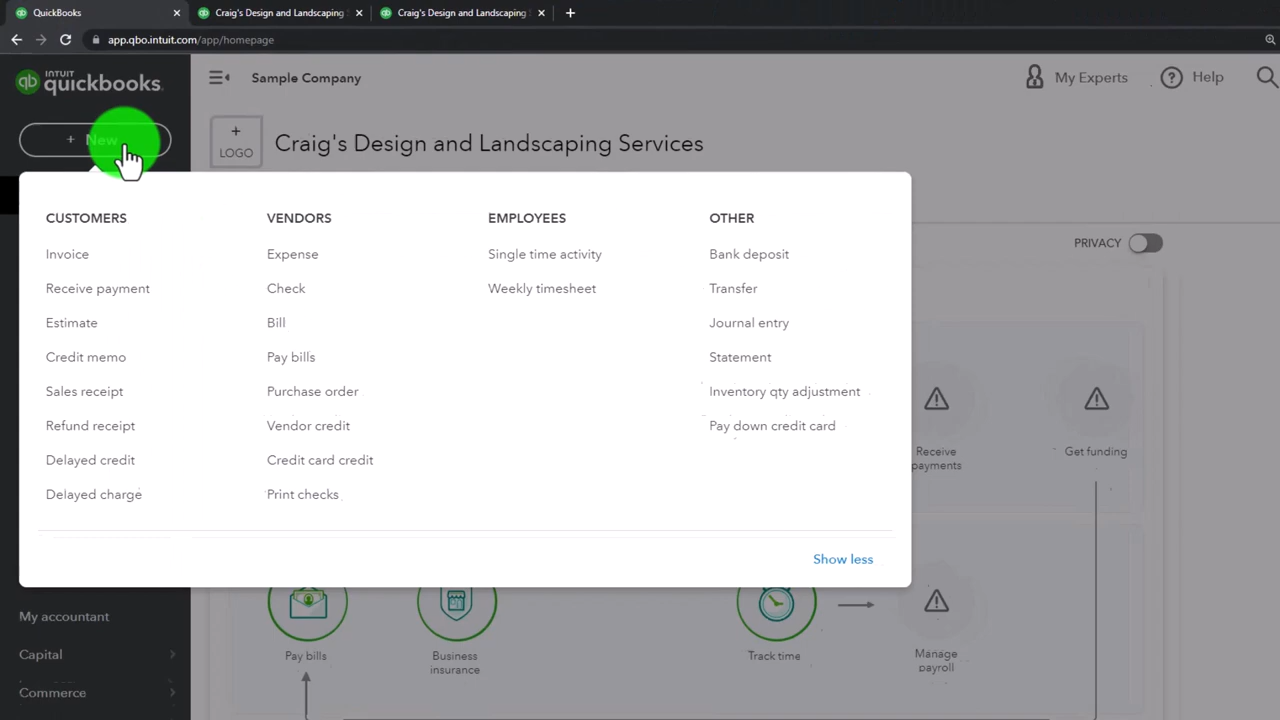 QuickBooks
Craig's Design and Landscaping
Craig's Design and Landscaping
app.qbo.intuit.com/app/homepage
INTUIT
quickbooks.
Sample Company
My Experts
Help
+ New
+
LOGO
Craig's Design and Landscaping Services
PRIVACY
CUSTOMERS
Invoice
Receive payment
Estimate
Credit memo
Sales receipt
Refund receipt
Delayed credit
Delayed charge
VENDORS
Expense
Check
Bill
Pay bills
Purchase order
Vendor credit
Credit card credit
Print checks
EMPLOYEES
Single time activity
Weekly timesheet
OTHER
Bank deposit
Transfer
Journal entry
Statement
Inventory qty adjustment
Pay down credit card
Show less
Receive
payments
Get funding
Pay bills
Business
insurance
Track time
Manage
payroll
My accountant
Capital
Commerce